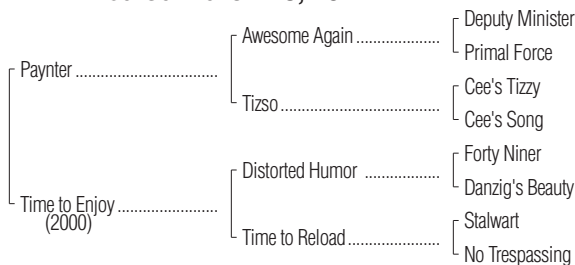 Deputy Minister
Awesome Again ...................
Primal Force
Paynter ................................
Cee's Tizzy
Tizso ....................................
Cee's Song
Forty Niner
Distorted Humor .................
Danzig's Beauty
Time to Enjoy .......................
(2000)
Stalwart
Time to Reload.....................
No Trespassing